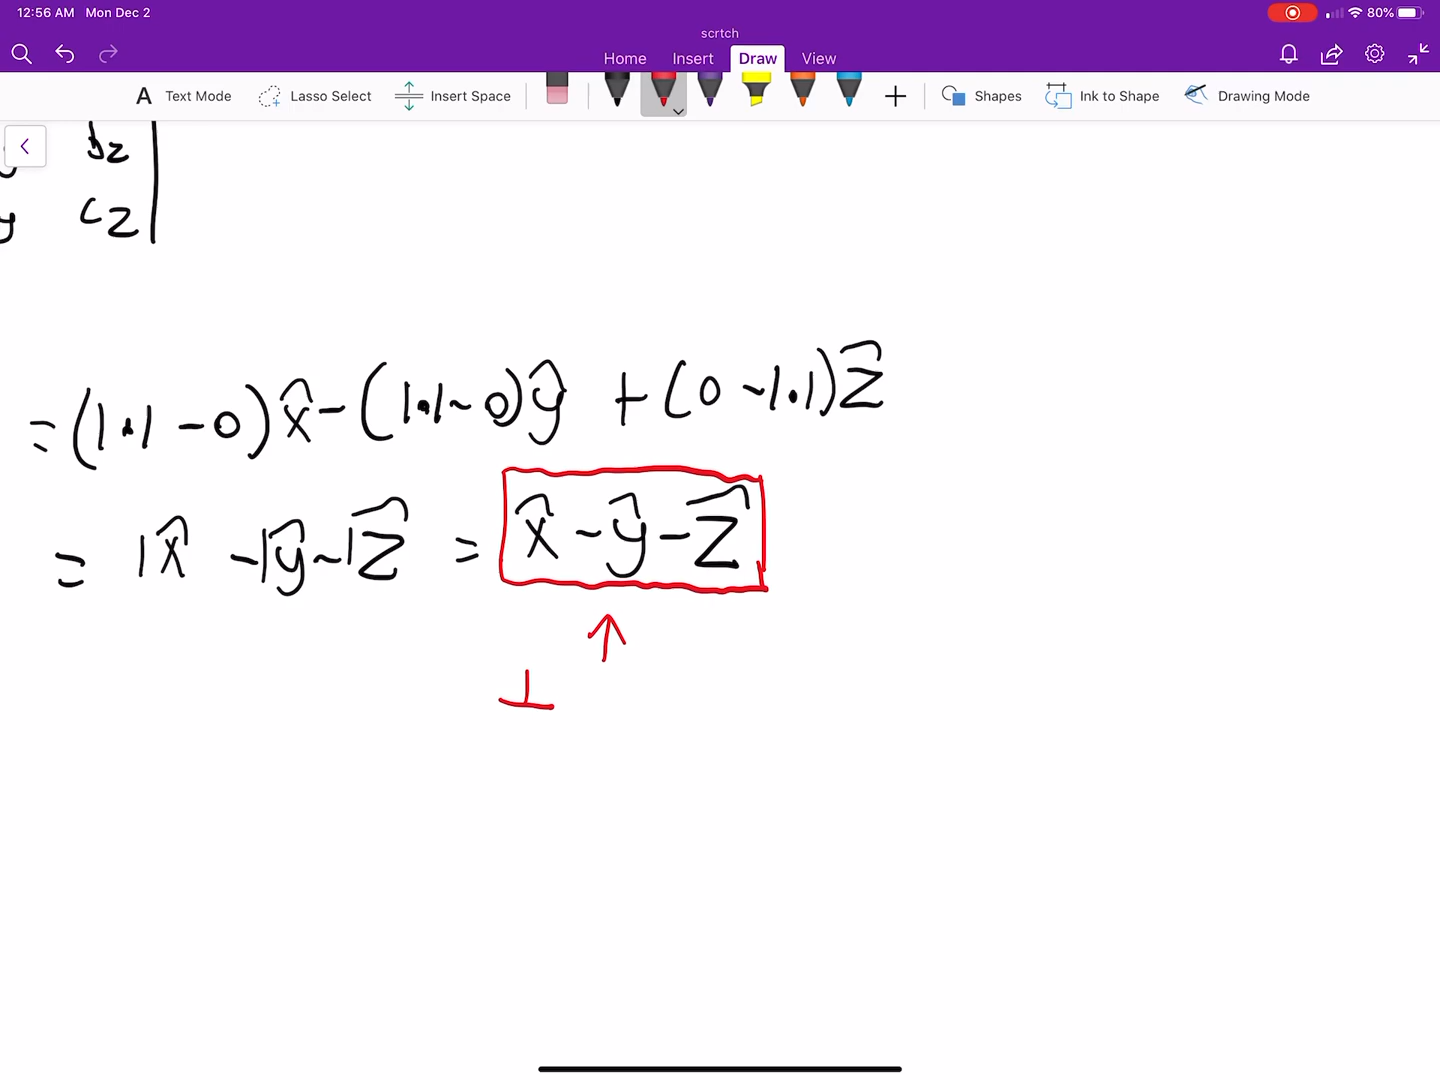 12:56 AM Mon Dec 2
80%
scrtch
Home Insert Draw View
A Text Mode Lasso Select Insert Space Shapes Ink to Shape Drawing Mode
bz
y cz
= (1·1 - 0)x̂ - (1·1 - 0)ŷ + (0 - 1·1)ẑ
= 1x̂ - 1ŷ - 1ẑ = x̂ - ŷ - ẑ
↑
⊥